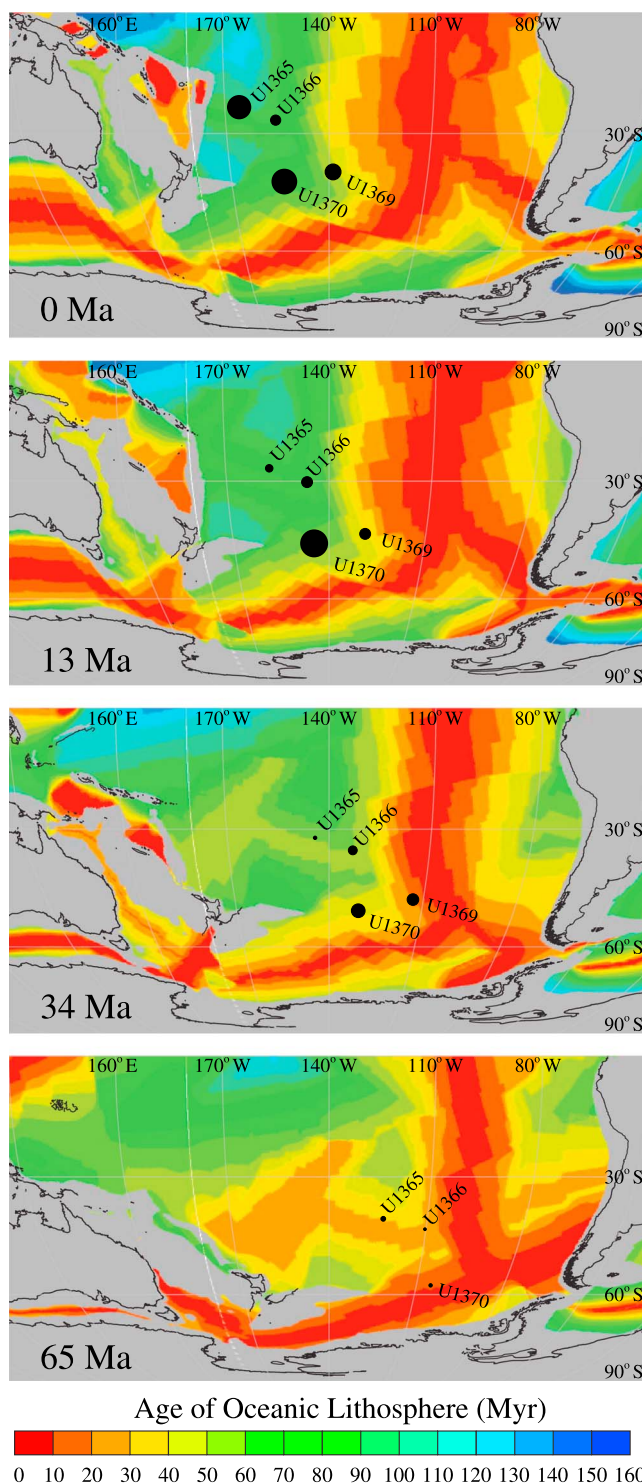 160° E 170° W 140° W 110° W 80° W
U1365
U1366
30° S
U1369
U1370
60° S
0 Ma
90° S
160° E 170° W 140° W 110° W 80° W
U1365
U1366
30° S
U1369
U1370
60° S
13 Ma
90° S
160° E 170° W 140° W 110° W 80° W
U1365
U1366
30° S
U1369
U1370
60° S
34 Ma
90° S
160° E 170° W 140° W 110° W 80° W
30° S
U1365
U1366
U1370
60° S
65 Ma
90° S
Age of Oceanic Lithosphere (Myr)
0 10 20 30 40 50 60 70 80 90 100 110 120 130 140 150 160